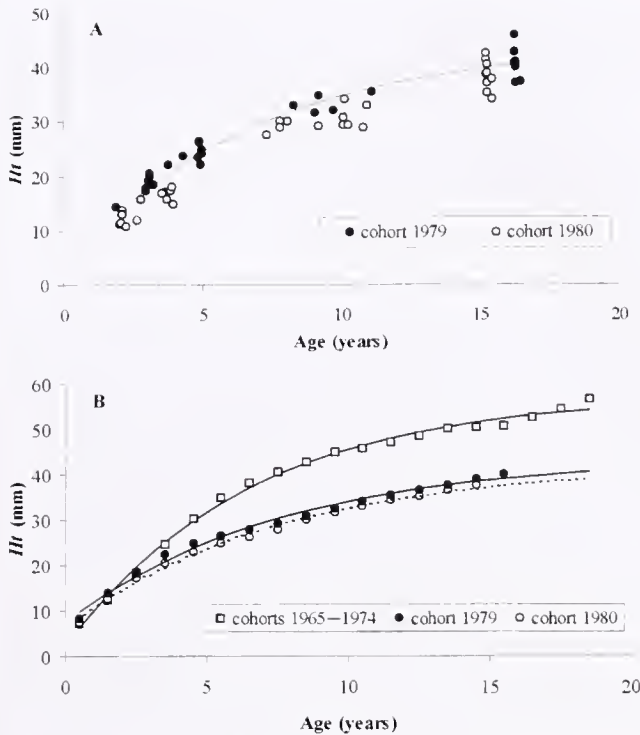 A
50
40
30
20
10
0
Ht (mm)
● cohort 1979 ○ cohort 1980
0 5 10 15 20
Age (years)
B
60
50
40
30
20
10
0
Ht (mm)
□ cohorts 1965—1974 ● cohort 1979 ○ cohort 1980
0 5 10 15 20
Age (years)